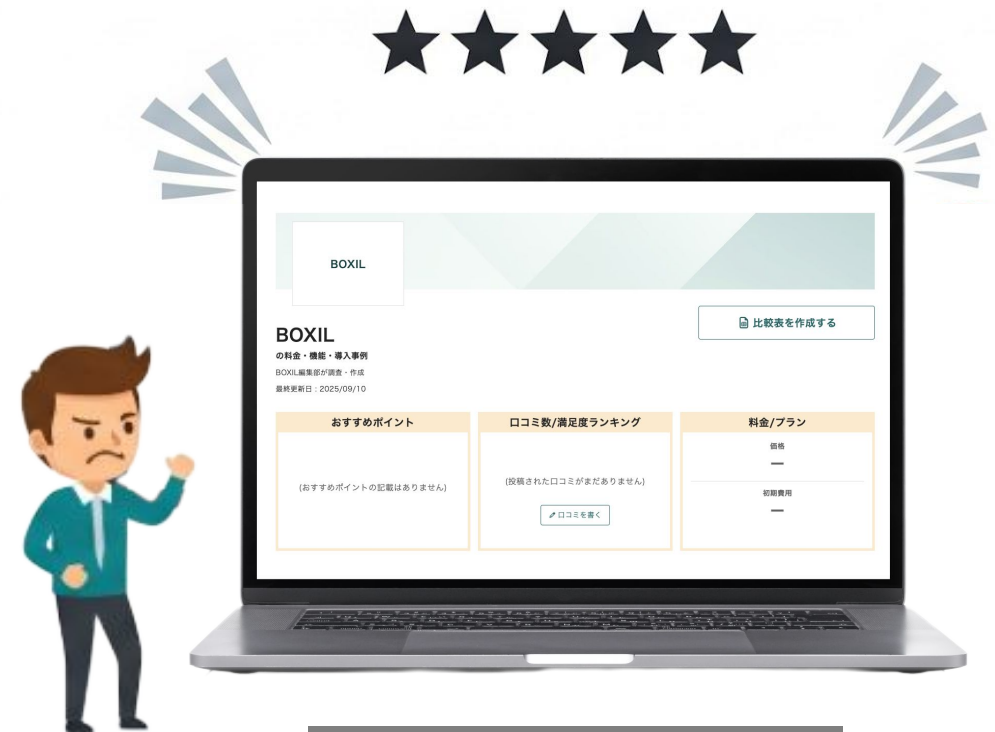 BOXIL
比較表を作成する
BOXIL
の料金・機能・導入事例
BOXIL編集部が調査・作成
最終更新日：2025/09/10
おすすめポイント
(おすすめポイントの記載はありません)
口コミ数/満足度ランキング
(投稿された口コミがまだありません)
口コミを書く
料金/プラン
価格
ー
初期費用
ー